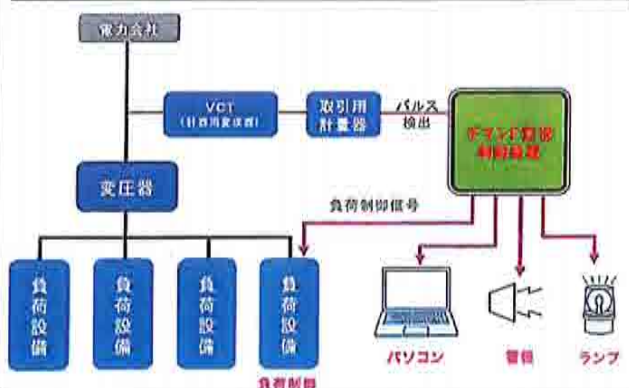 電力会社
VCT
(計器用変成器)
取引用
計量器
パルス
検出
デマンド監視
制御装置
変圧器
負荷制御信号
負荷設備
負荷設備
負荷設備
負荷設備
負荷制御
パソコン
警報
ランプ